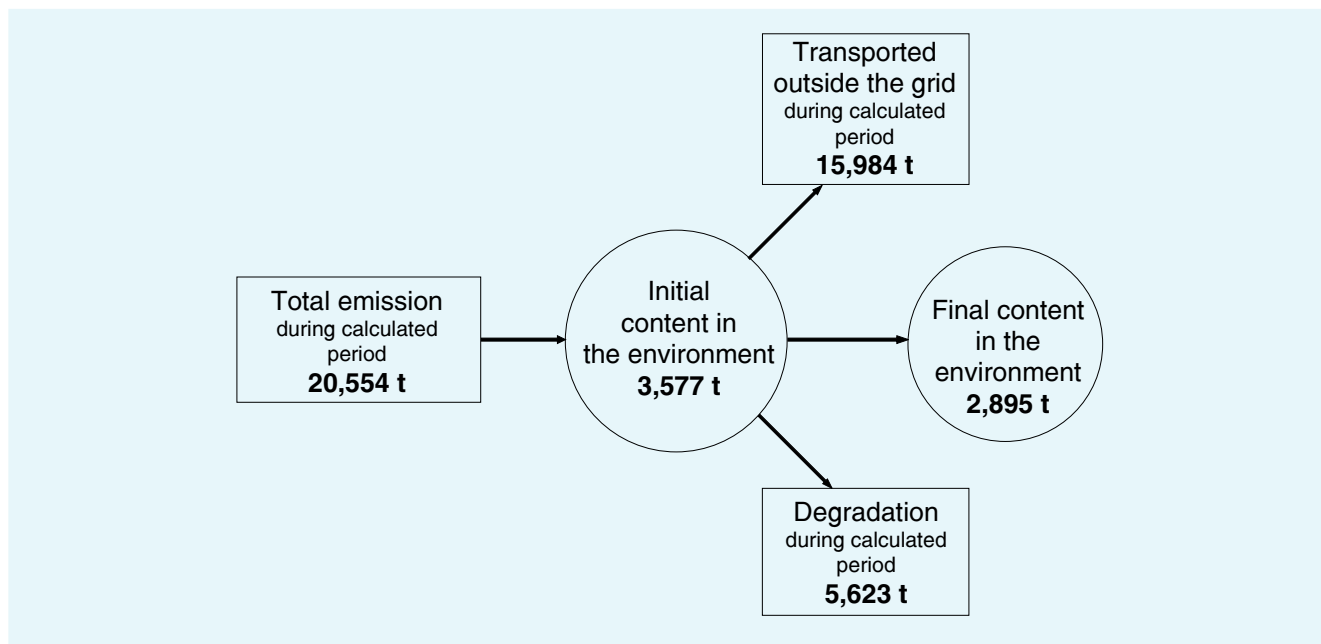 Transported
outside the grid
during calculated
period
15,984 t
Total emission
during calculated
period
20,554 t
Initial
content in
the environment
3,577 t
Final content
in the
environment
2,895 t
Degradation
during calculated
period
5,623 t